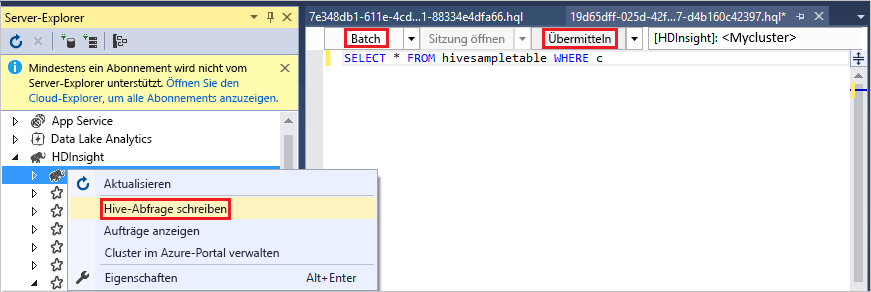 Server-Explorer
Mindestens ein Abonnement wird nicht vom
Server-Explorer unterstützt. Öffnen Sie den
Cloud-Explorer, um alle Abonnements anzuzeigen.
App Service
Data Lake Analytics
HDInsight
Aktualisieren
Hive-Abfrage schreiben
Aufträge anzeigen
Cluster im Azure-Portal verwalten
Eigenschaften Alt+Enter
7e348db1-611e-4cd...1-88334e4dfa66.hql 19d65dff-025d-42f...7-d4b160c42397.hql*
Batch Sitzung öffnen Übermitteln [HDInsight]: <Mycluster>
SELECT * FROM hivesampletable WHERE c